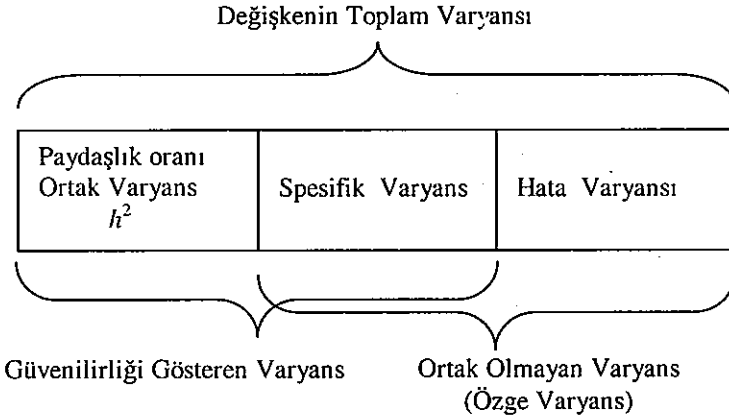 Değişkenin Toplam Varyansı
Paydaşlık oranı
Ortak Varyans
h²
Spesifik Varyans
Hata Varyansı
Güvenilirliği Gösteren Varyans
Ortak Olmayan Varyans
(Özge Varyans)